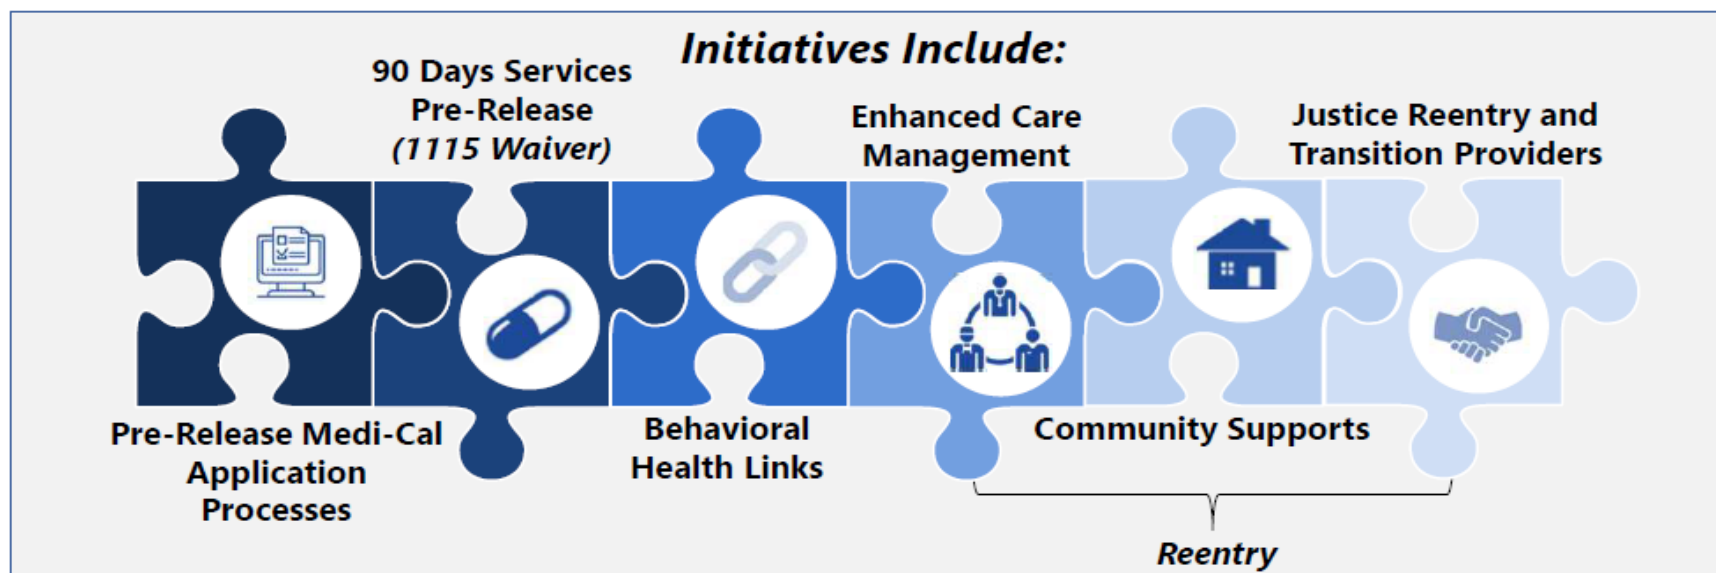 Initiatives Include:
90 Days Services
Pre-Release
(1115 Waiver)
Enhanced Care
Management
Justice Reentry and
Transition Providers
Pre-Release Medi-Cal
Application
Processes
Behavioral
Health Links
Community Supports
Reentry